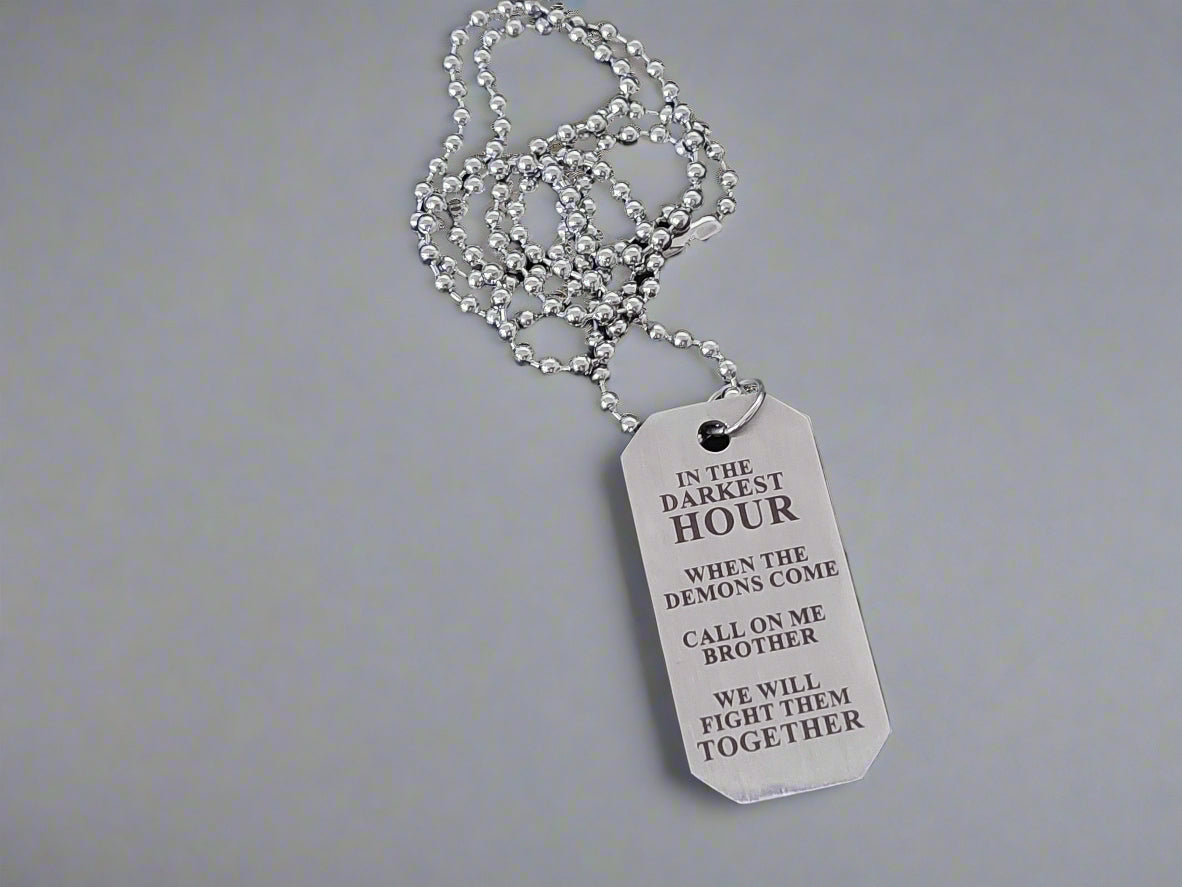 IN THE
DARKEST
HOUR
WHEN THE
DEMONS COME
CALL ON ME
BROTHER
WE WILL
FIGHT THEM
TOGETHER